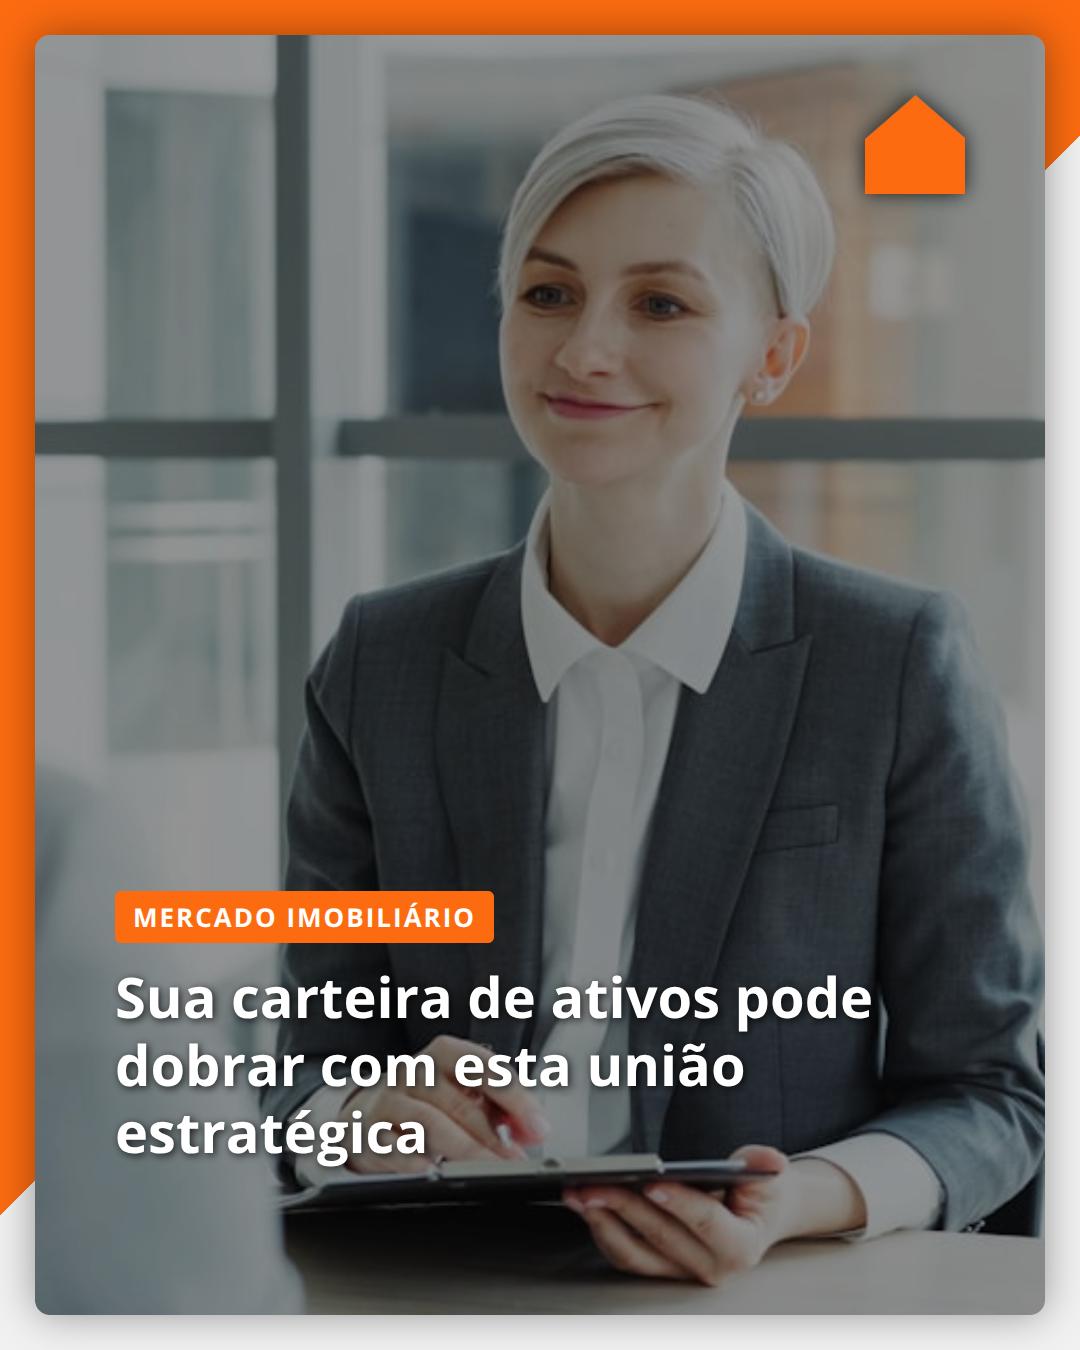 MERCADO IMOBILIÁRIO
Sua carteira de ativos pode
dobrar com esta união
estratégica